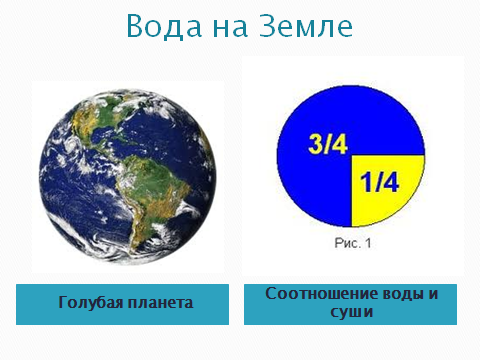 Вода на Земле
3/4
1/4
Рис. 1
Голубая планета
Соотношение воды и
суши